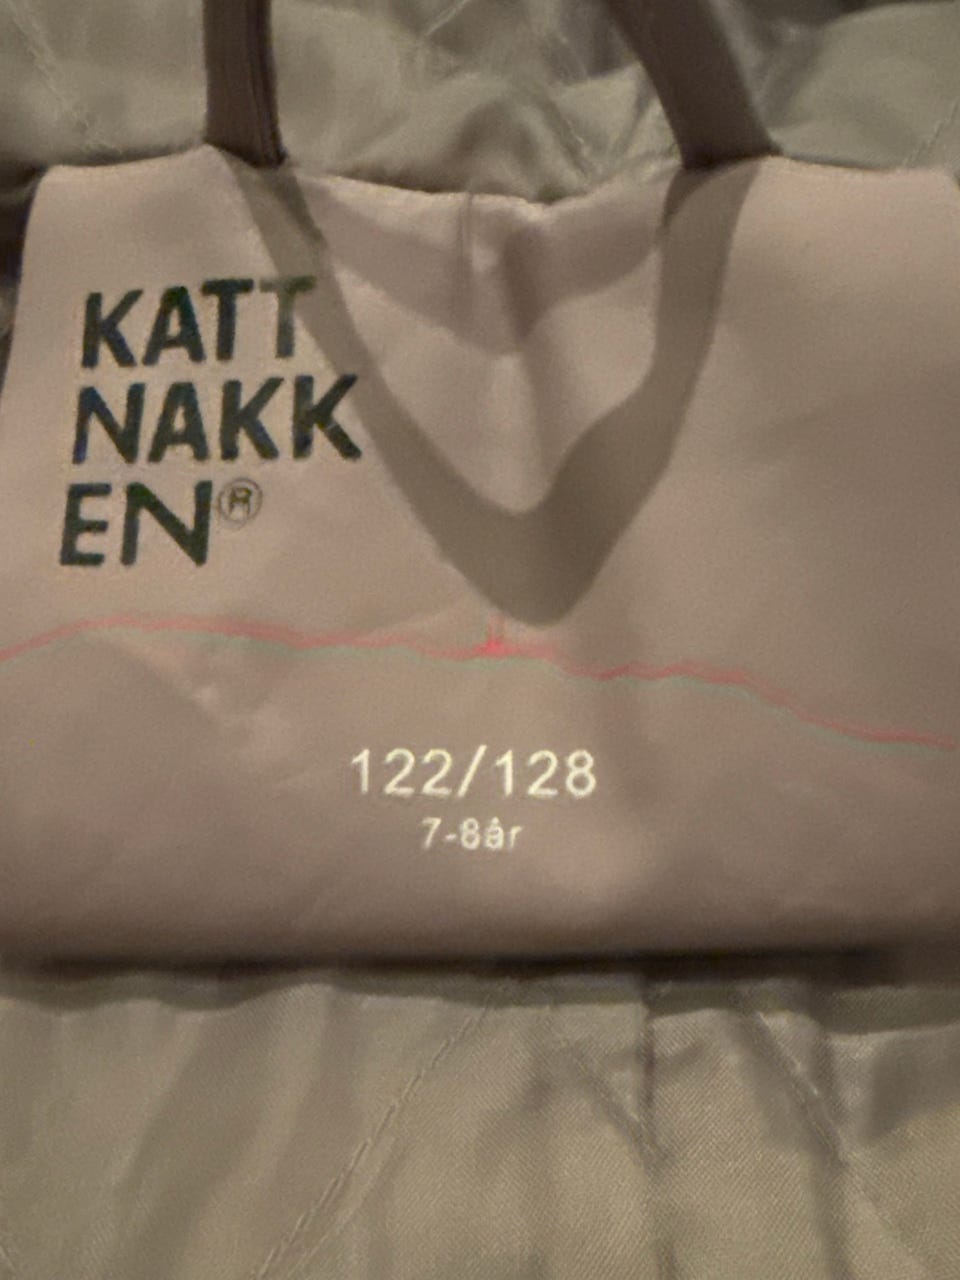 KATT
NAKK
EN®
122/128
7-8år